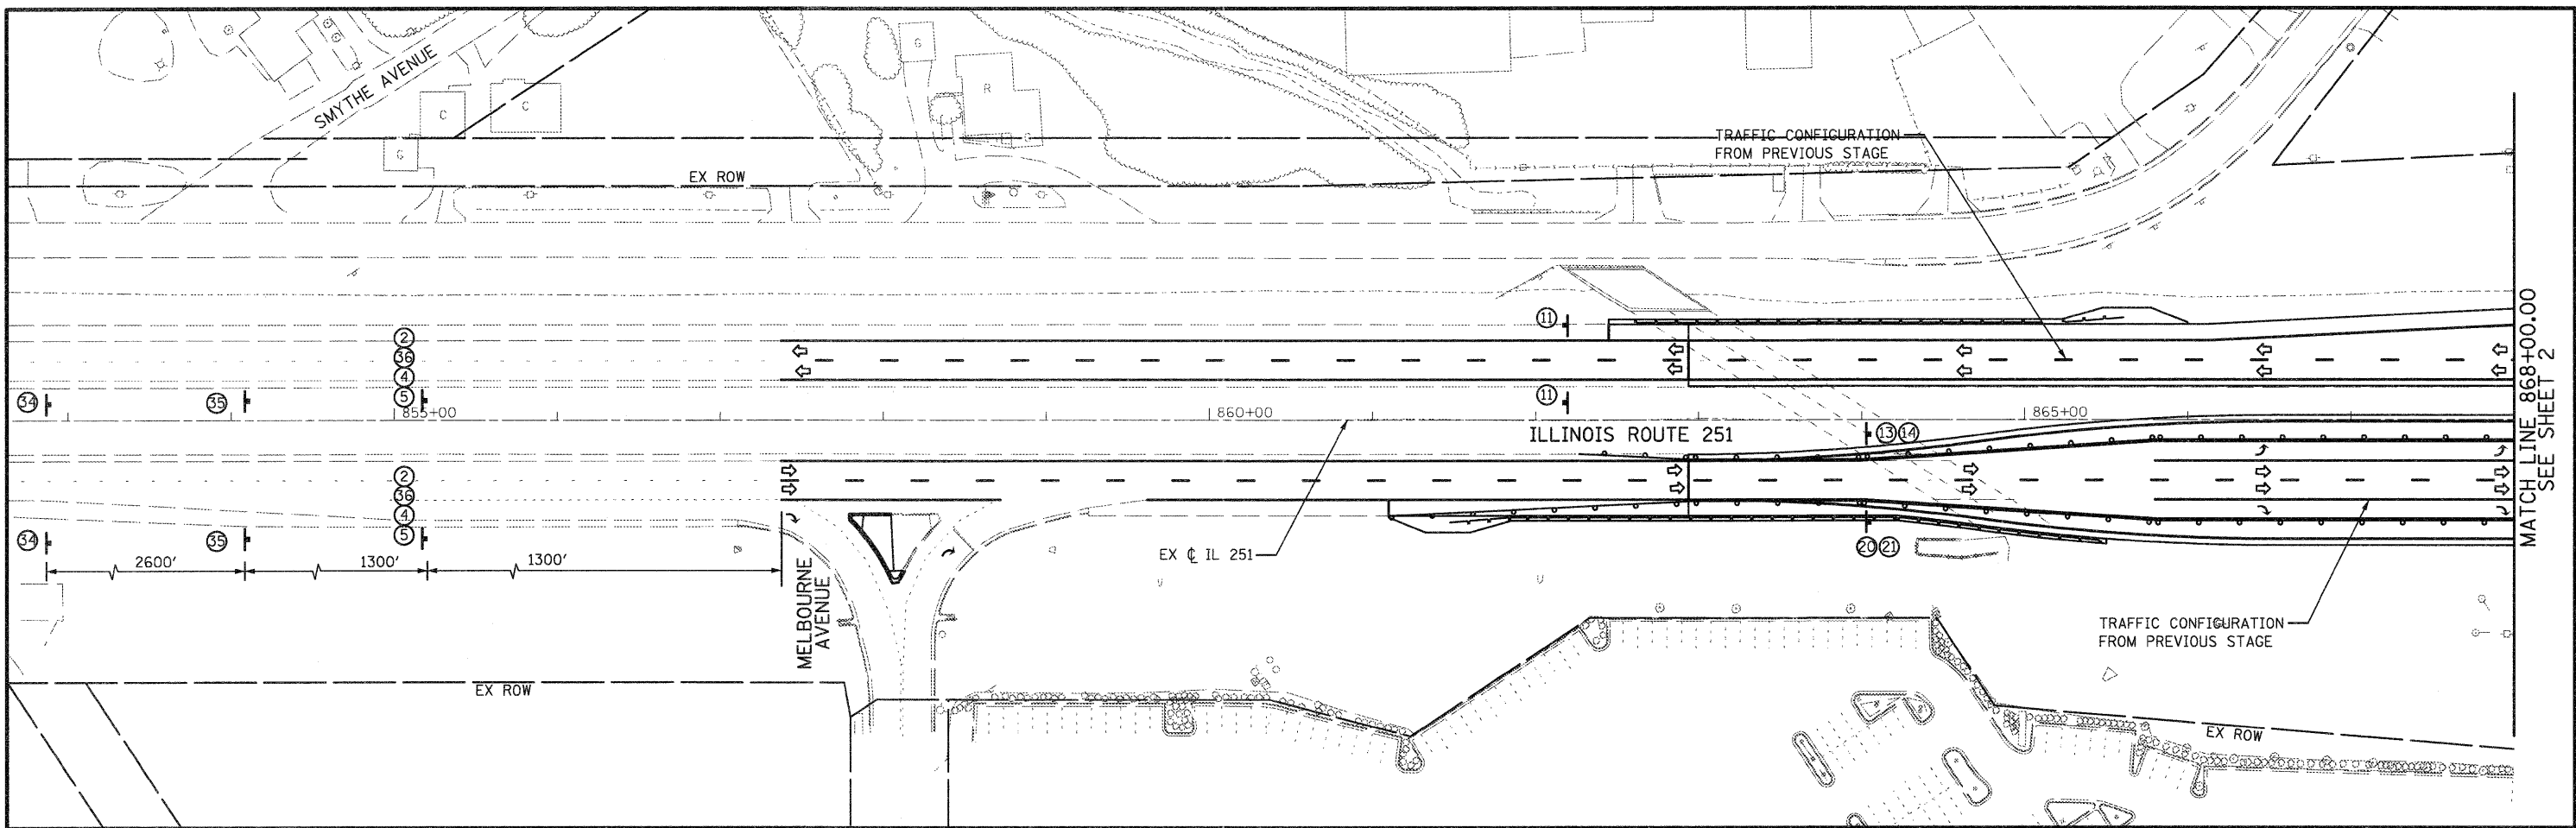 SMYTHE AVENUE
C
C
G
G
R
EX ROW
TRAFFIC CONFIGURATION
FROM PREVIOUS STAGE
11
2
36
4
5
34
35
855+00
11
860+00
865+00
ILLINOIS ROUTE 251
13 14
2
36
4
5
34
35
2600'
1300'
1300'
EX ℄ IL 251
20 21
MELBOURNE
AVENUE
TRAFFIC CONFIGURATION
FROM PREVIOUS STAGE
EX ROW
EX ROW
MATCH LINE 868+00.00
SEE SHEET 2